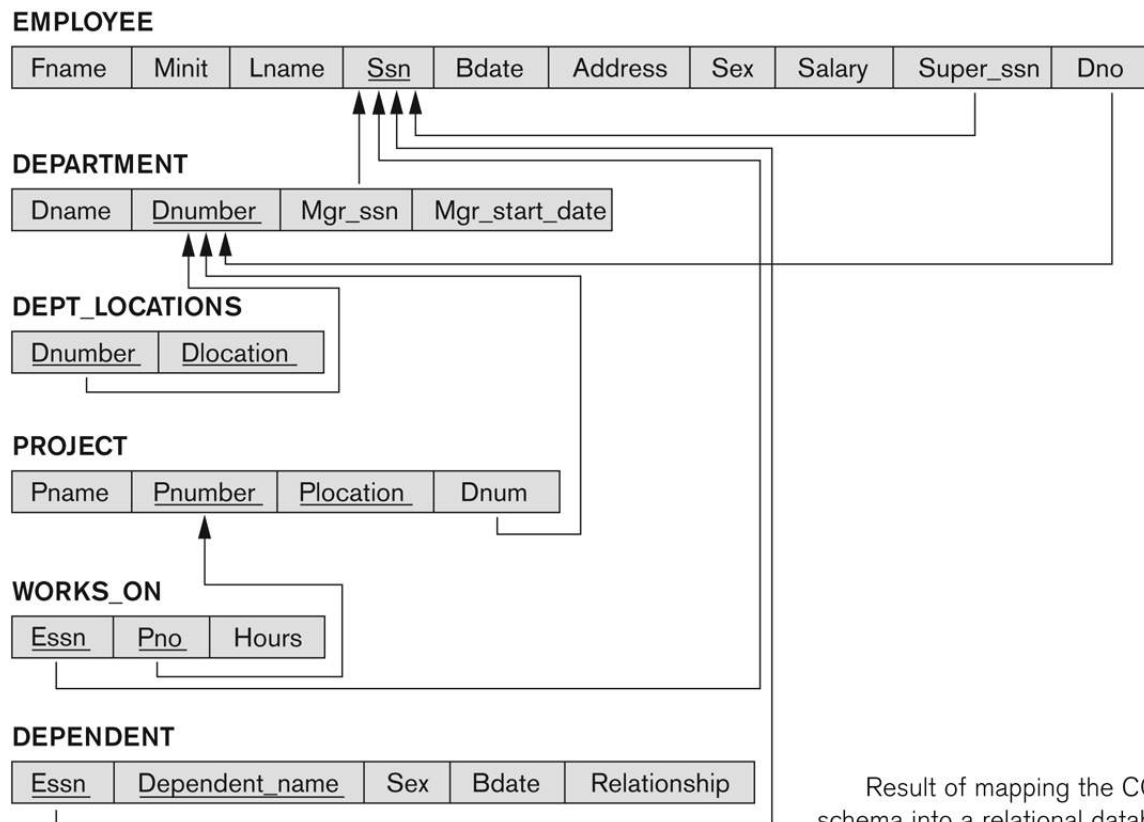 EMPLOYEE
Fname Minit Lname Ssn Bdate Address Sex Salary Super_ssn Dno
DEPARTMENT
Dname Dnumber Mgr_ssn Mgr_start_date
DEPT_LOCATIONS
Dnumber Dlocation
PROJECT
Pname Pnumber Plocation Dnum
WORKS_ON
Essn Pno Hours
DEPENDENT
Essn Dependent_name Sex Bdate Relationship
Result of mapping the
schema into a relational